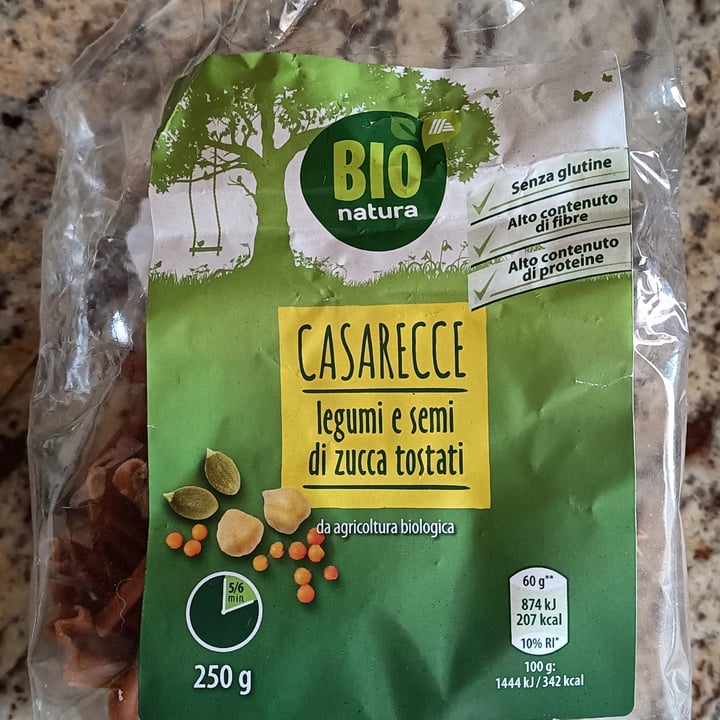 BIO
natura
Senza glutine
Alto contenuto
di fibre
Alto contenuto
di proteine
CASARECCE
legumi e semi
di zucca tostati
da agricoltura biologica
5/6
min
250 g
60 g**
874 kJ
207 kcal
10% RI*
100 g:
1444 kJ / 342 kcal